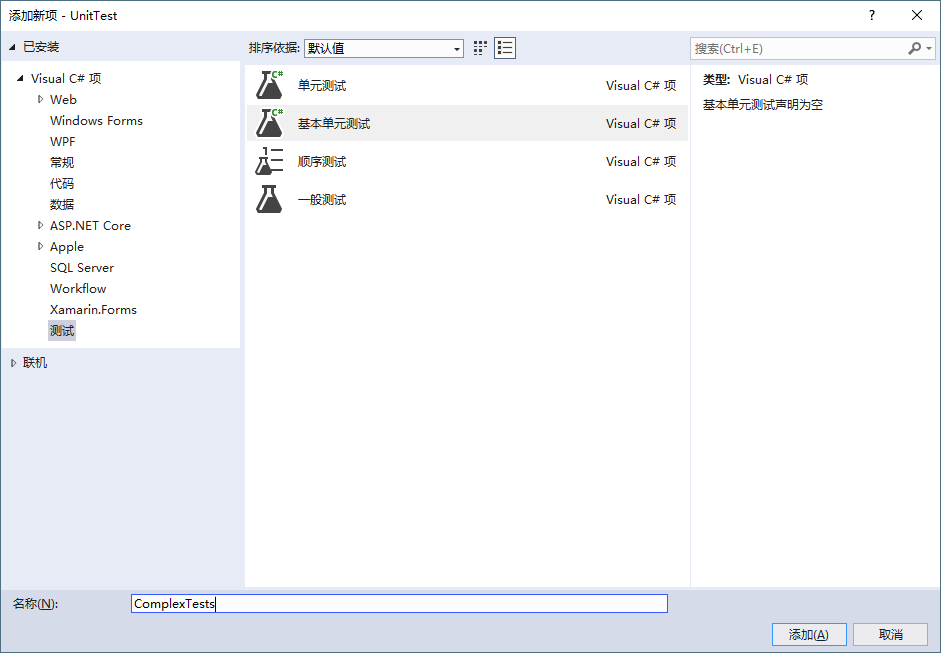 添加新项 - UnitTest
?
已安装
排序依据: 默认值
搜索(Ctrl+E)
Visual C# 项
Web
Windows Forms
WPF
常规
代码
数据
ASP.NET Core
Apple
SQL Server
Workflow
Xamarin.Forms
测试
联机
C# 单元测试 Visual C# 项
C# 基本单元测试 Visual C# 项
1 顺序测试 Visual C# 项
一般测试 Visual C# 项
类型: Visual C# 项
基本单元测试声明为空
名称(N): ComplexTests
添加(A) 取消